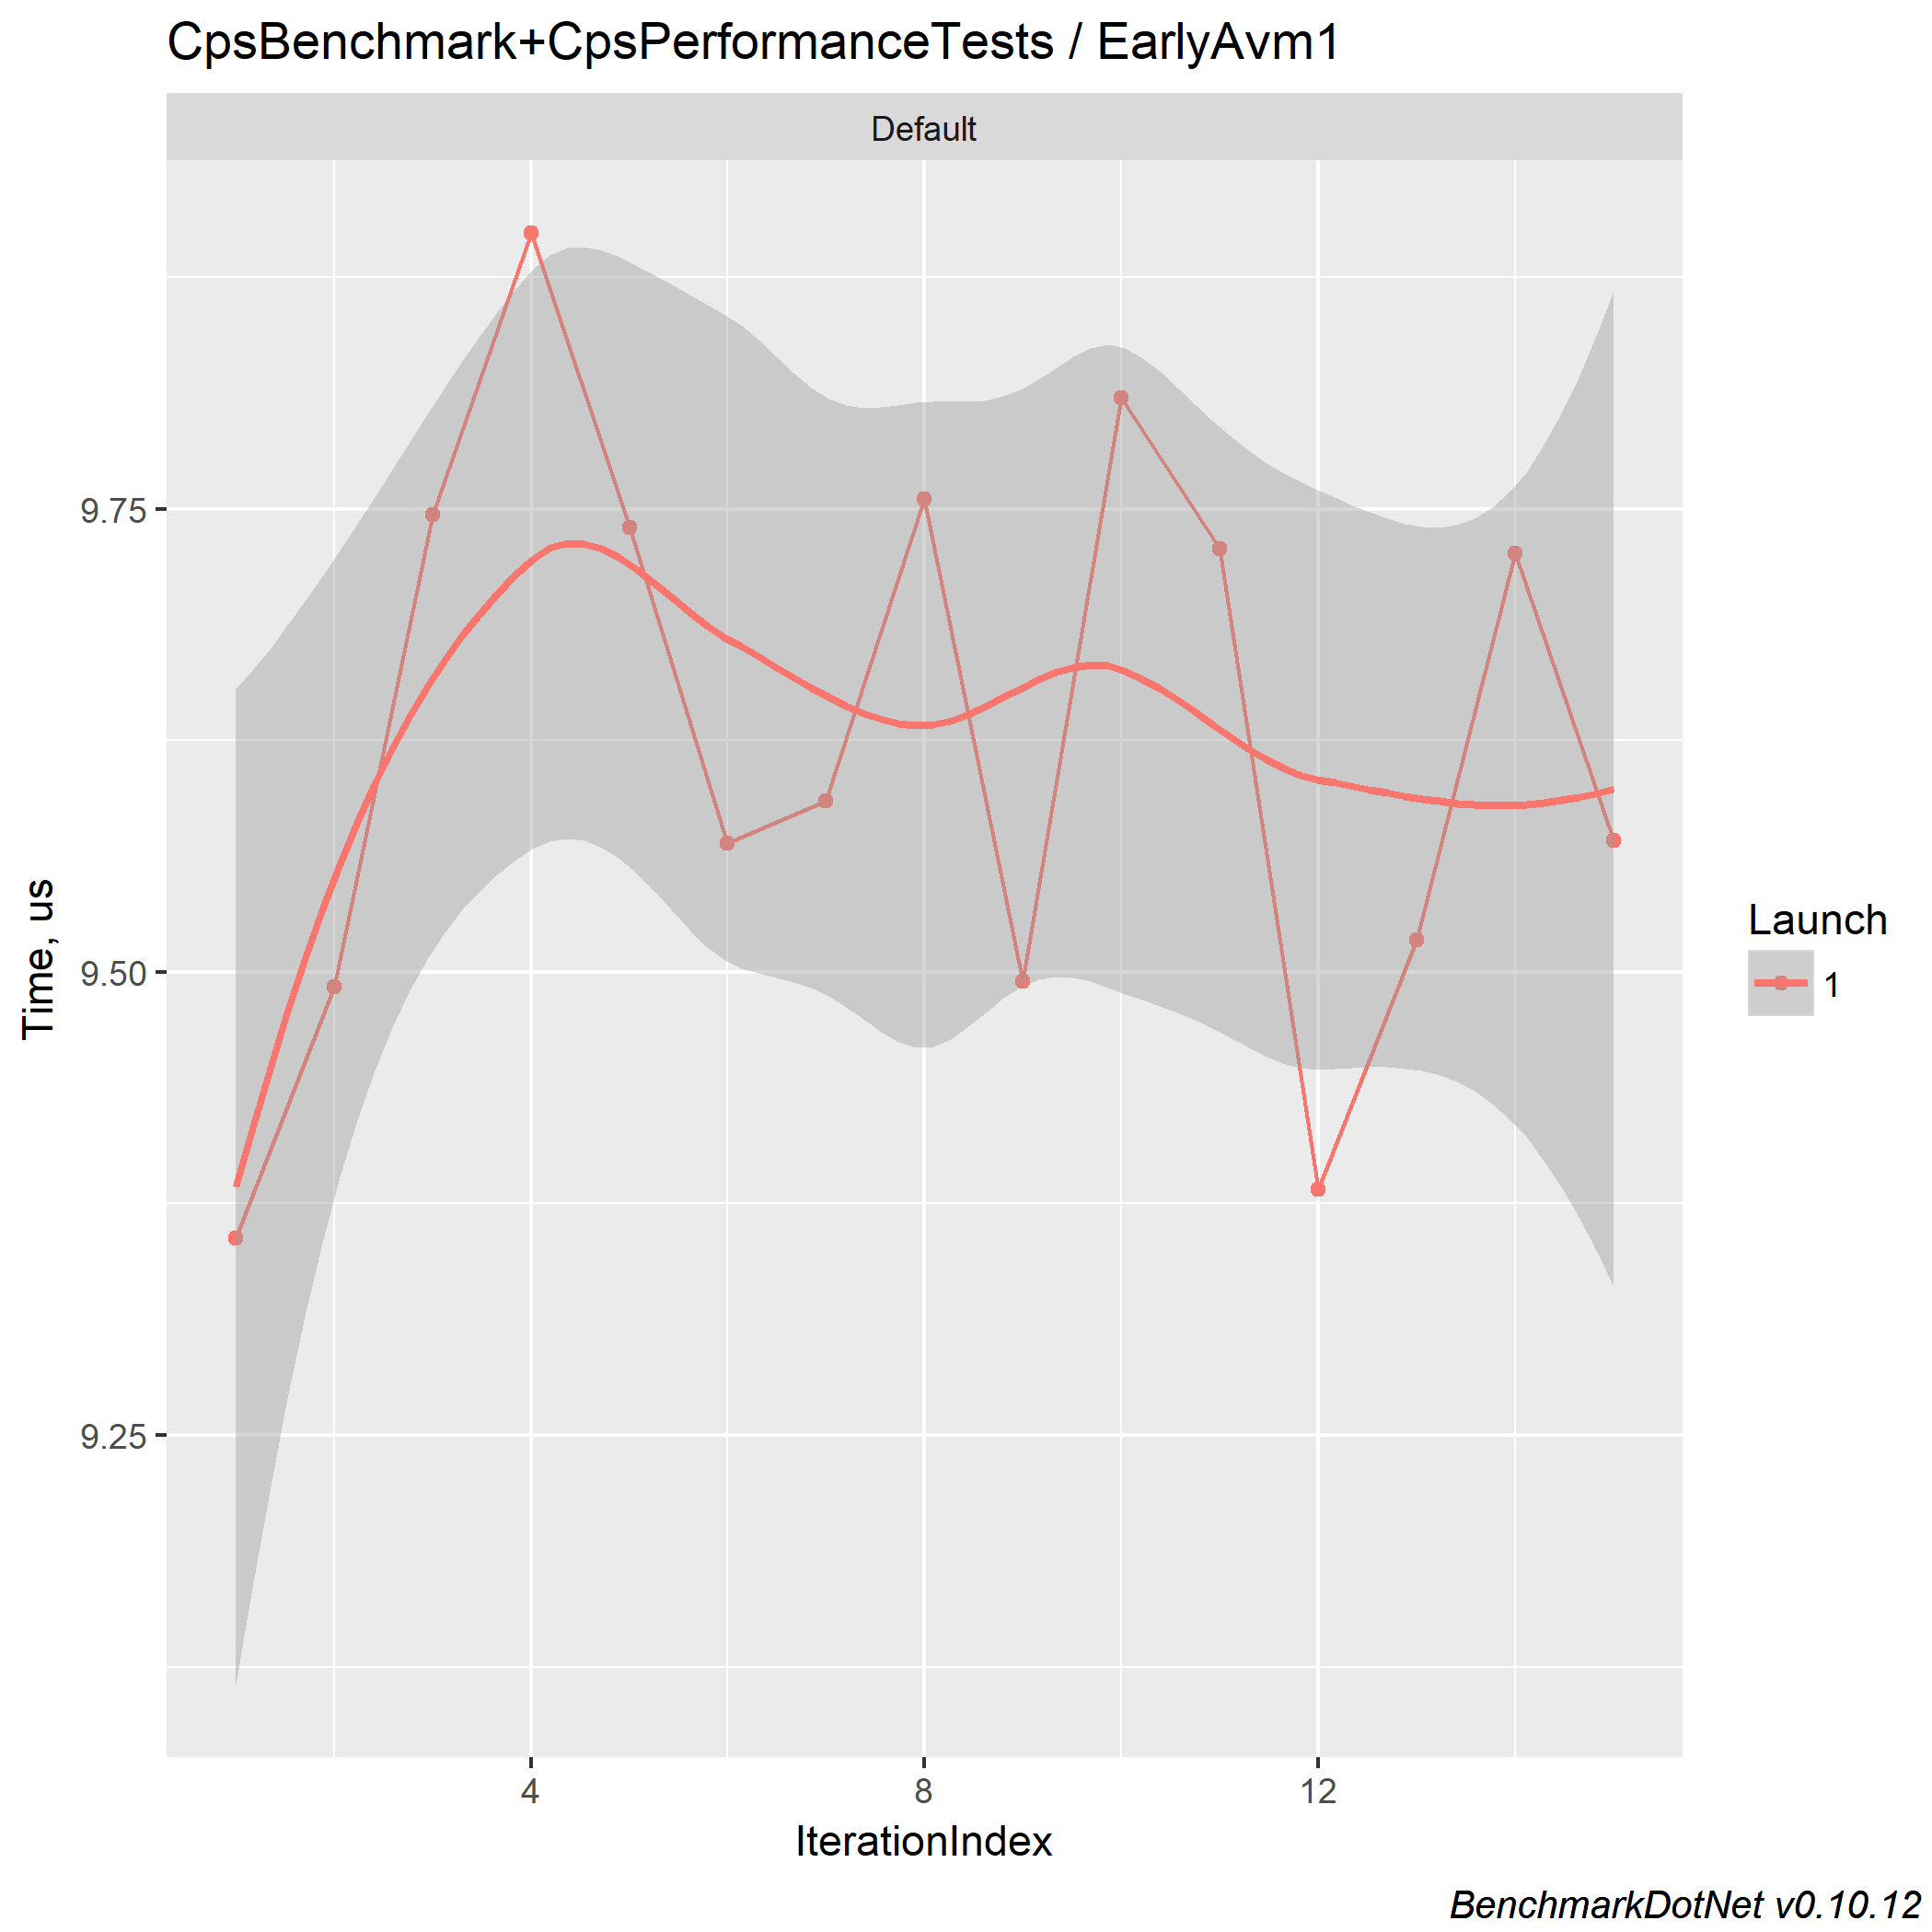 CpsBenchmark+CpsPerformanceTests / EarlyAvm1
Default
9.75
9.50
9.25
Time, us
4
8
12
IterationIndex
Launch
1
BenchmarkDotNet v0.10.12